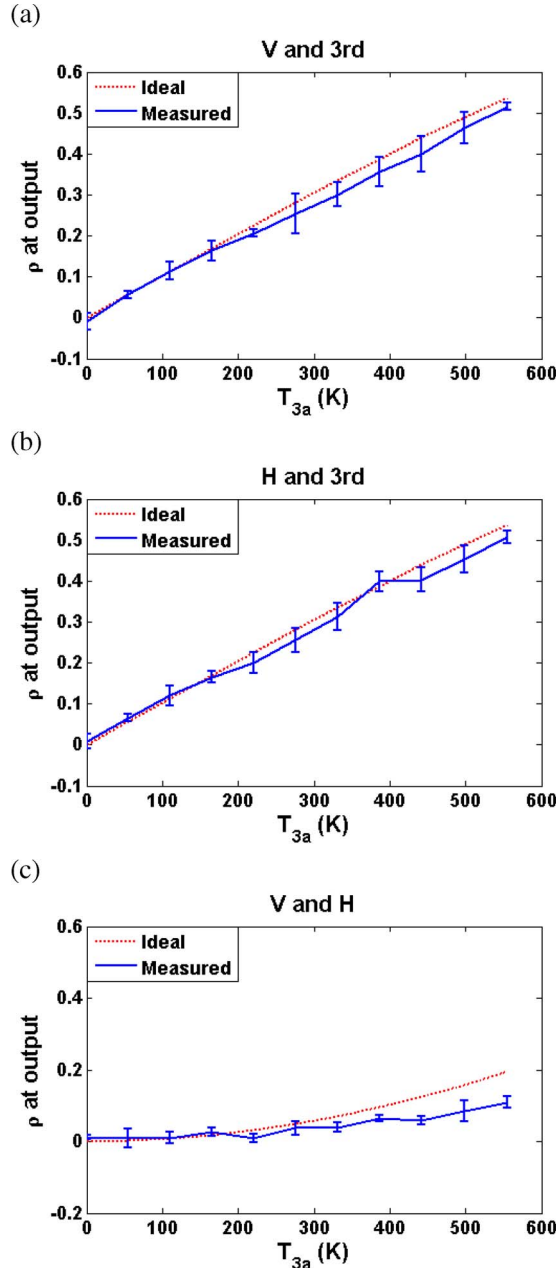 (a)
V and 3rd
Ideal
Measured
0.6
0.5
0.4
0.3
0.2
0.1
0
-0.1
ρ at output
0 100 200 300 400 500 600
T3a (K)
(b)
H and 3rd
Ideal
Measured
0.6
0.5
0.4
0.3
0.2
0.1
0
-0.1
ρ at output
0 100 200 300 400 500 600
T3a (K)
(c)
V and H
Ideal
Measured
0.6
0.4
0.2
0
-0.2
ρ at output
0 100 200 300 400 500 600
T3a (K)